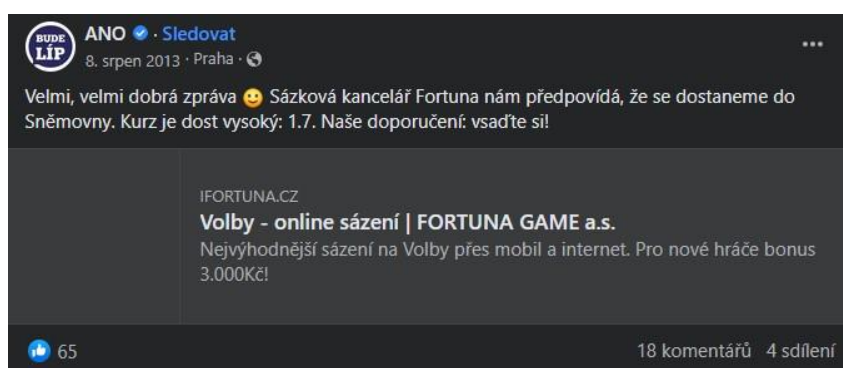 BUDE
LÍP
ANO · Sledovat
8. srpen 2013 · Praha ·
Velmi, velmi dobrá zpráva 🙂 Sázková kancelář Fortuna nám předpovídá, že se dostaneme do
Sněmovny. Kurz je dost vysoký: 1.7. Naše doporučení: vsaďte si!
IFORTUNA.CZ
Volby - online sázení | FORTUNA GAME a.s.
Nejvýhodnější sázení na Volby přes mobil a internet. Pro nové hráče bonus
3.000Kč!
65
18 komentářů 4 sdílení